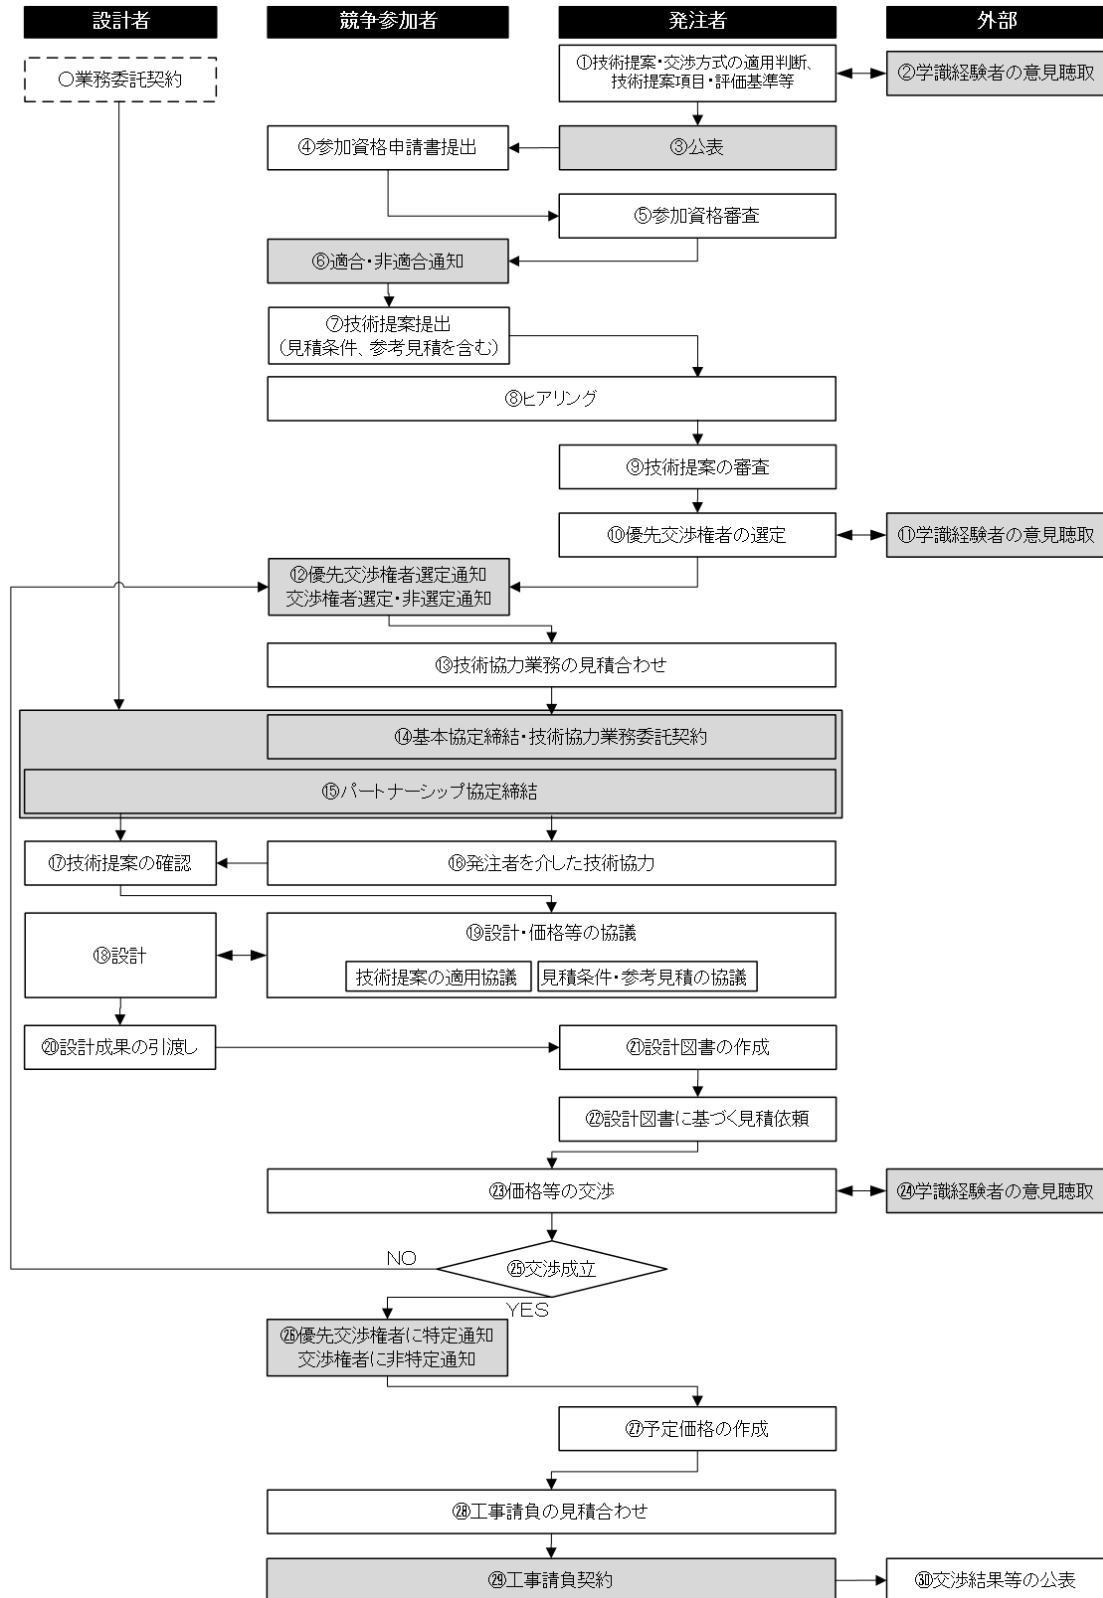 設計者
競争参加者
発注者
外部
〇業務委託契約
①技術提案・交渉方式の適用判断、
技術提案項目・評価基準等
②学識経験者の意見聴取
④参加資格申請書提出
③公表
⑤参加資格審査
⑥適合・非適合通知
⑦技術提案提出
(見積条件、参考見積を含む)
⑧ヒアリング
⑨技術提案の審査
⑩優先交渉権者の選定
⑪学識経験者の意見聴取
⑫優先交渉権者選定通知
交渉権者選定・非選定通知
⑬技術協力業務の見積合わせ
⑭基本協定締結・技術協力業務委託契約
⑮パートナーシップ協定締結
⑰技術提案の確認
⑯発注者を介した技術協力
⑱設計
⑲設計・価格等の協議
技術提案の適用協議
見積条件・参考見積の協議
⑳設計成果の引渡し
㉑設計図書の作成
㉒設計図書に基づく見積依頼
㉓価格等の交渉
㉔学識経験者の意見聴取
NO
㉕交渉成立
YES
㉖優先交渉権者に特定通知
交渉権者に非特定通知
㉗予定価格の作成
㉘工事請負の見積合わせ
㉙工事請負契約
㉚交渉結果等の公表